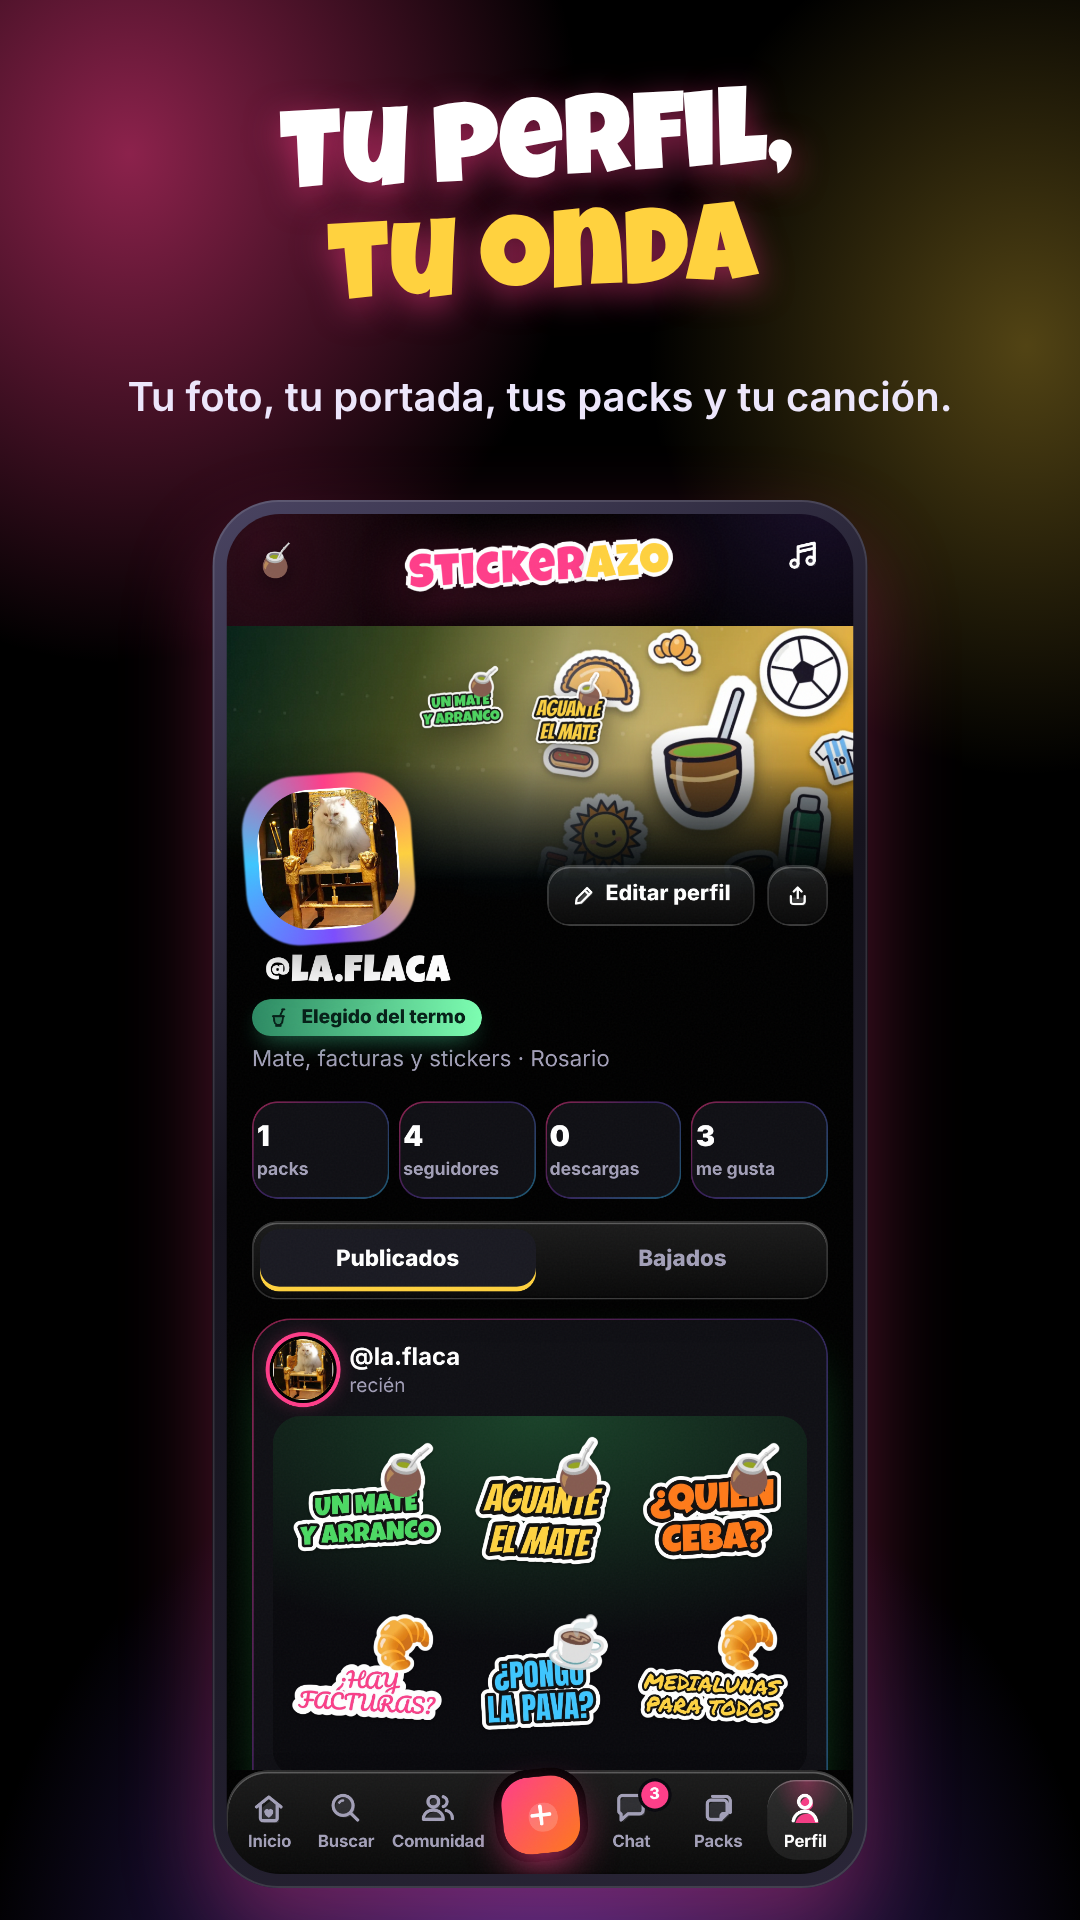 Tu Perfil,
Tu Onda
Tu foto, tu portada, tus packs y tu canción.
STICKERAZO
UN MATE
Y ARRANCO
AGUANTE
EL MATE
10
Editar perfil
@LA.FLACA
Elegido del termo
Mate, facturas y stickers · Rosario
1
packs
4
seguidores
0
descargas
3
me gusta
Publicados
Bajados
@la.flaca
recién
UN MATE
Y ARRANCO
AGUANTE
EL MATE
¿QUIÉN
CEBA?
¿HAY
FACTURAS?
¿PONGO
LA PAVA?
MEDIALUNAS
PARA TODOS
Inicio
Buscar
Comunidad
Chat
3
Packs
Perfil